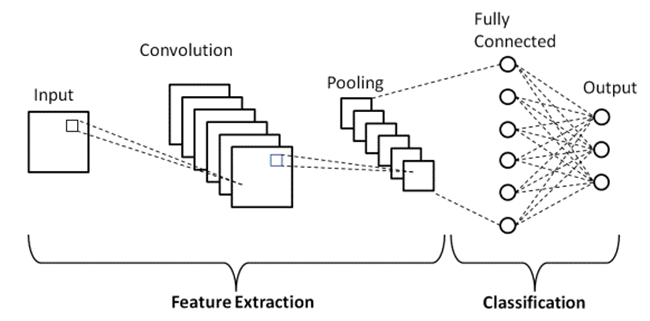 Input
Convolution
Pooling
Fully
Connected
Output
Feature Extraction
Classification